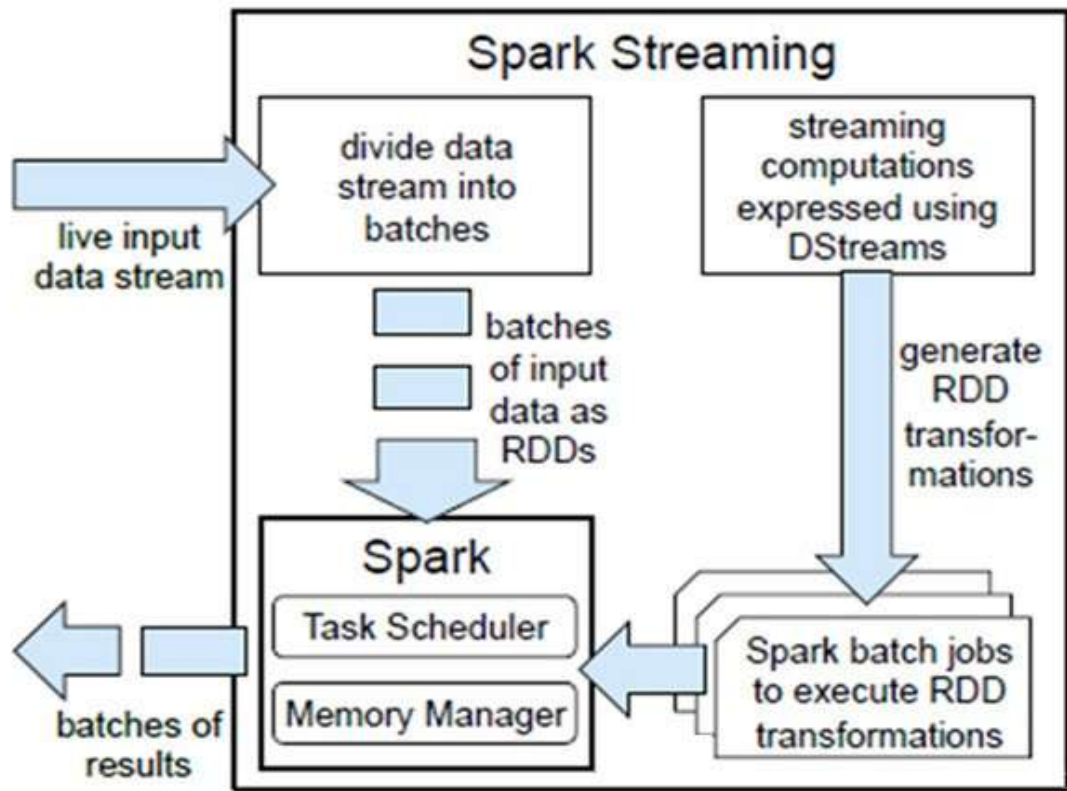 Spark Streaming
divide data
stream into
batches
streaming
computations
expressed using
DStreams
live input
data stream
batches
of input
data as
RDDs
generate
RDD
transfor-
mations
Spark
Task Scheduler
Memory Manager
Spark batch jobs
to execute RDD
transformations
batches of
results